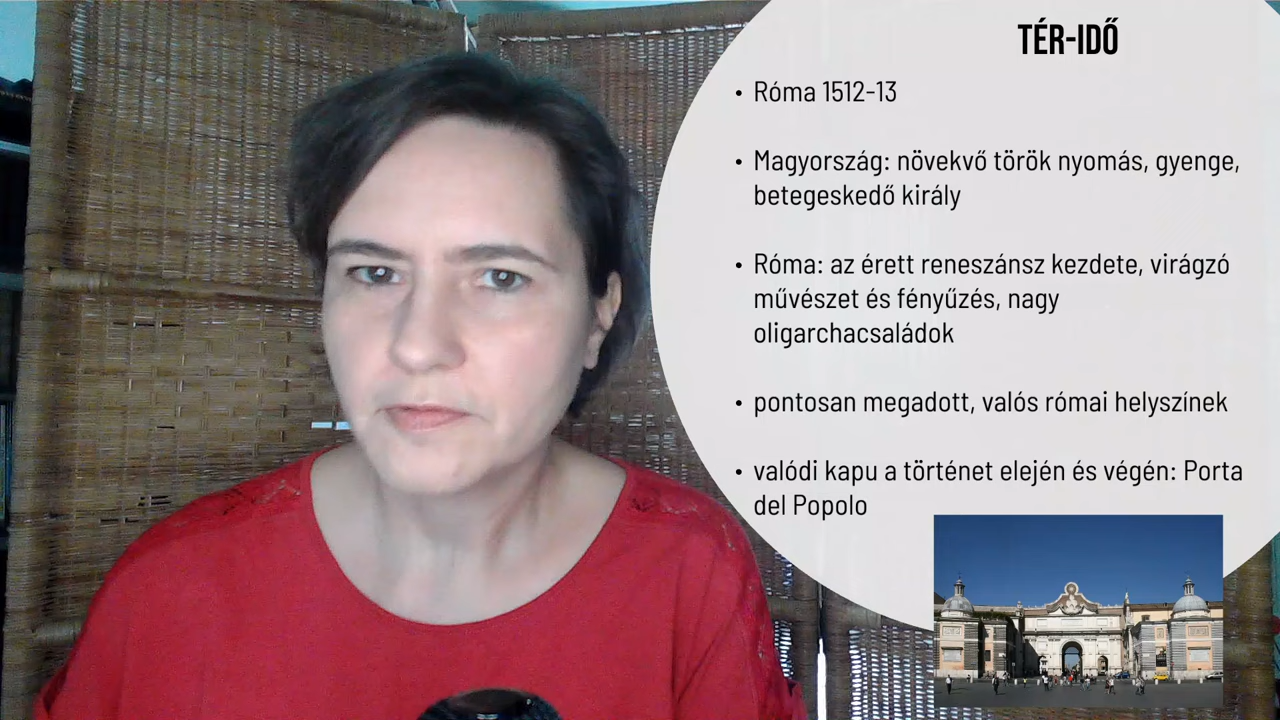 TÉR-IDŐ
• Róma 1512-13
• Magyország: növekvő török nyomás, gyenge,
betegeskedő király
• Róma: az érett reneszánsz kezdete, virágzó
művészet és fényűzés, nagy
oligarchacsaládok
• pontosan megadott, valós római helyszínek
• valódi kapu a történet elején és végén: Porta
del Popolo